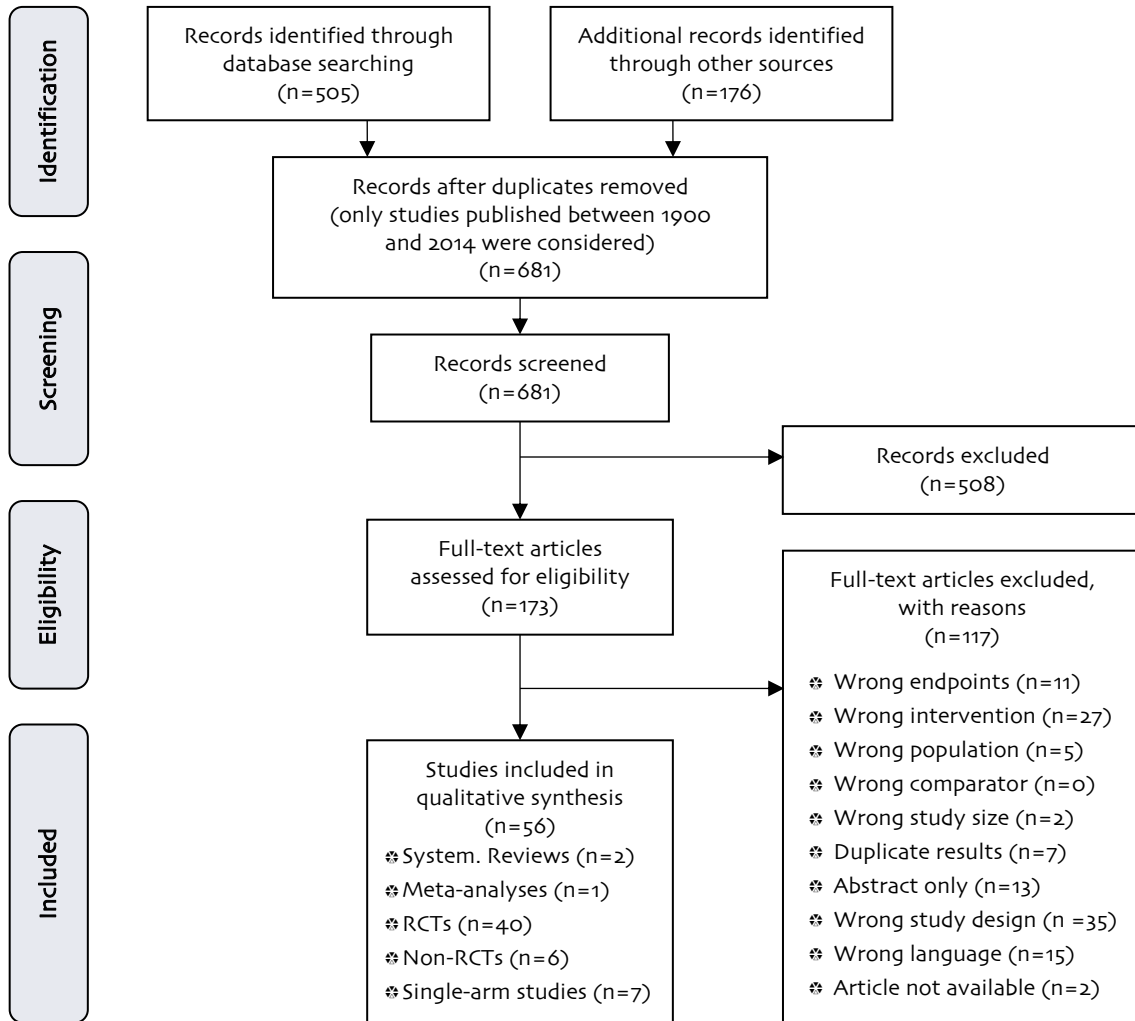 Identification
Records identified through
database searching
(n=505)
Additional records identified
through other sources
(n=176)
Records after duplicates removed
(only studies published between 1900
and 2014 were considered)
(n=681)
Screening
Records screened
(n=681)
Records excluded
(n=508)
Eligibility
Full-text articles
assessed for eligibility
(n=173)
Full-text articles excluded,
with reasons
(n=117)
Wrong endpoints (n=11)
Wrong intervention (n=27)
Wrong population (n=5)
Wrong comparator (n=0)
Wrong study size (n=2)
Duplicate results (n=7)
Abstract only (n=13)
Wrong study design (n =35)
Wrong language (n=15)
Article not available (n=2)
Included
Studies included in
qualitative synthesis
(n=56)
System. Reviews (n=2)
Meta-analyses (n=1)
RCTs (n=40)
Non-RCTs (n=6)
Single-arm studies (n=7)